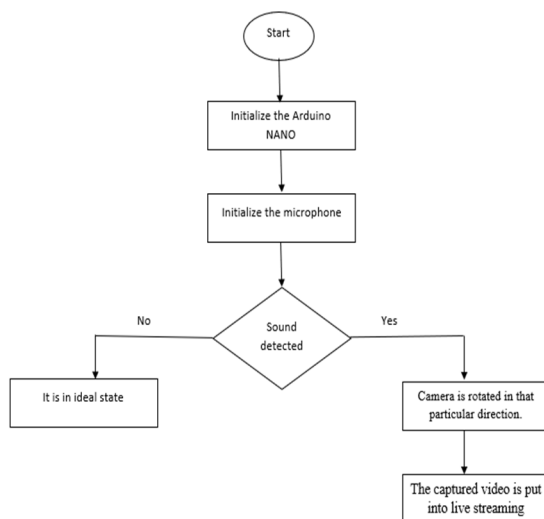 Start
Initialize the Arduino
NANO
Initialize the microphone
No
Sound
detected
Yes
It is in ideal state
Camera is rotated in that
particular direction.
The captured video is put
into live streaming